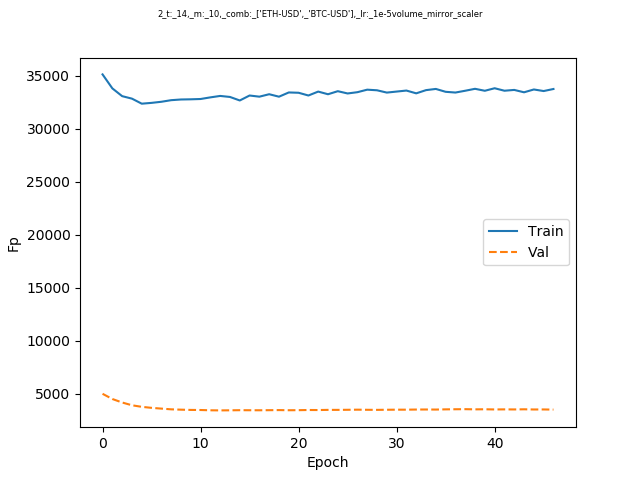 2_t:_14,_m:_10,_comb:_['ETH-USD',_'BTC-USD'],_lr:_1e-5volume_mirror_scaler
35000
30000
25000
20000
15000
10000
5000
Fp
Train
Val
0 10 20 30 40
Epoch